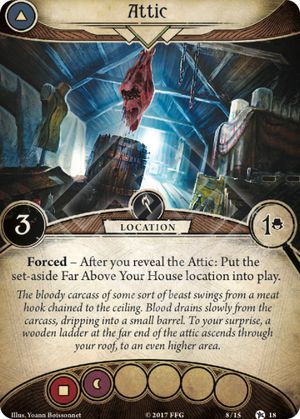 Attic
3
LOCATION
1
Forced – After you reveal the Attic: Put the
set-aside Far Above Your House location into play.
The bloody carcass of some sort of beast swings from a meat
hook chained to the ceiling. Blood drains slowly from the
carcass, dripping into a small barrel. To your surprise, a
wooden ladder at the far end of the attic ascends through
your roof, to an even higher area.
Illus. Yoann Boissonnet
© 2017 FFG
8/15
18